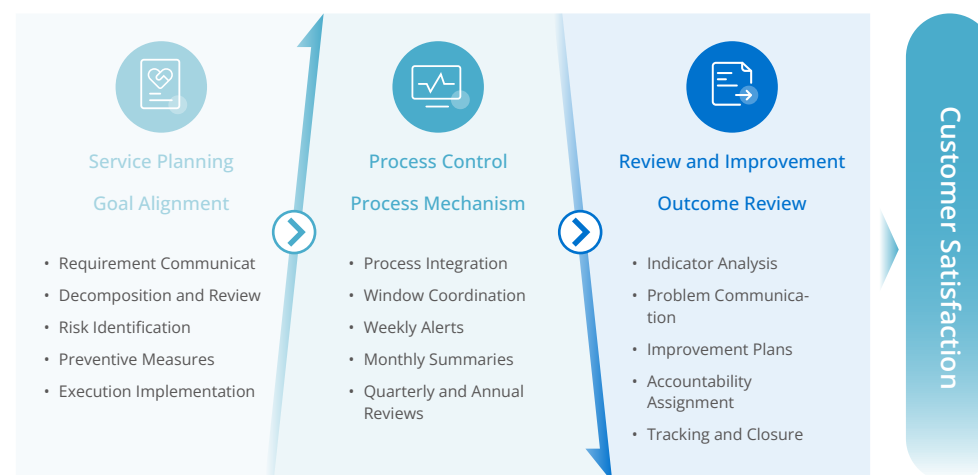 Service Planning
Goal Alignment
• Requirement Communicat
• Decomposition and Review
• Risk Identification
• Preventive Measures
• Execution Implementation
Process Control
Process Mechanism
• Process Integration
• Window Coordination
• Weekly Alerts
• Monthly Summaries
• Quarterly and Annual
Reviews
Review and Improvement
Outcome Review
• Indicator Analysis
• Problem Communica-
tion
• Improvement Plans
• Accountability
Assignment
• Tracking and Closure
Customer Satisfaction